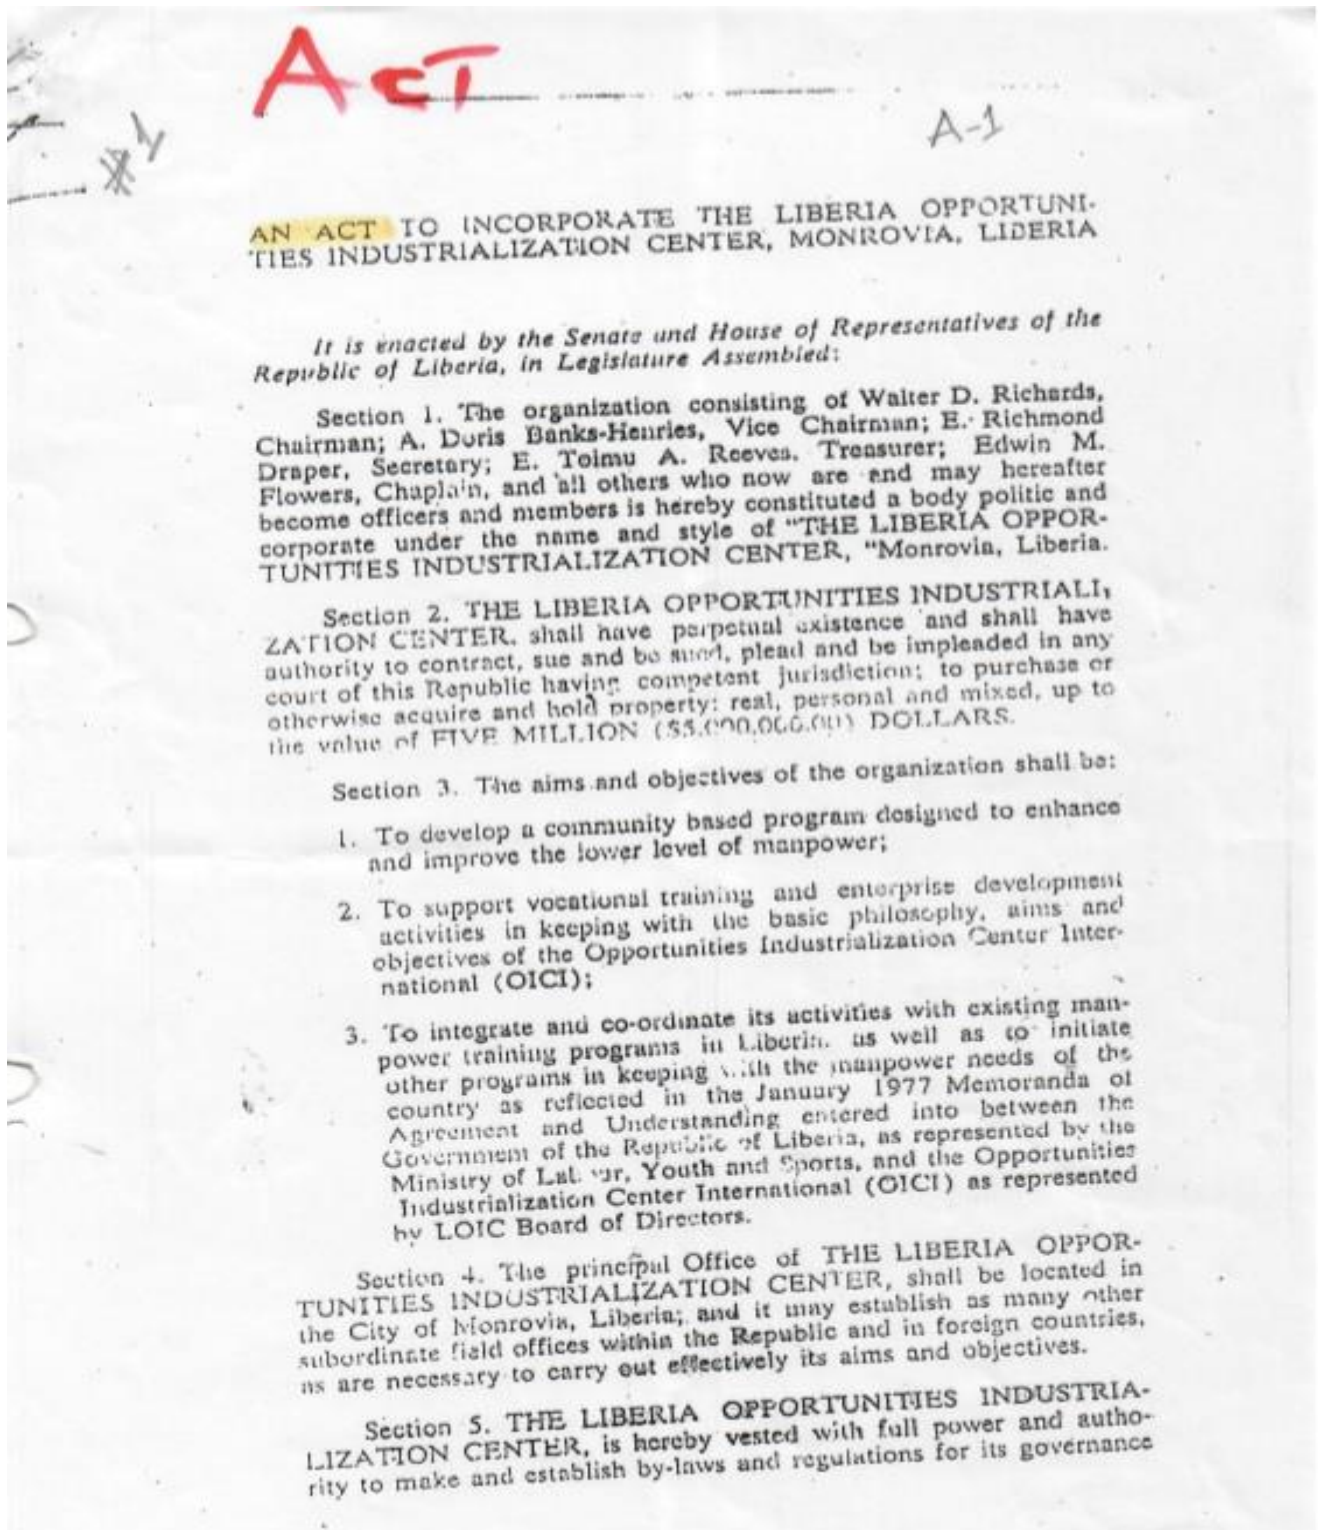 ACT
#1
A-1
AN ACT TO INCORPORATE THE LIBERIA OPPORTUNI-
TIES INDUSTRIALIZATION CENTER, MONROVIA, LIBERIA
It is enacted by the Senate and House of Representatives of the
Republic of Liberia, in Legislature Assembled:
Section 1. The organization consisting of Walter D. Richards,
Chairman; A. Doris Banks-Henries, Vice Chairman; E. Richmond
Draper, Secretary; E. Toimu A. Reeves, Treasurer; Edwin M.
Flowers, Chaplain, and all others who now are and may hereafter
become officers and members is hereby constituted a body politic and
corporate under the name and style of "THE LIBERIA OPPOR-
TUNITIES INDUSTRIALIZATION CENTER, "Monrovia, Liberia.
Section 2. THE LIBERIA OPPORTUNITIES INDUSTRIALI,
ZATION CENTER, shall have perpetual existence and shall have
authority to contract, sue and be sued, plead and be impleaded in any
court of this Republic having competent jurisdiction; to purchase or
otherwise acquire and hold property: real, personal and mixed, up to
the value of FIVE MILLION ($5,000,000.00) DOLLARS.
Section 3. The aims and objectives of the organization shall be:
1. To develop a community based program designed to enhance
and improve the lower level of manpower;
2. To support vocational training and enterprise development
activities in keeping with the basic philosophy, aims and
objectives of the Opportunities Industrialization Center Inter-
national (OICI);
3. To integrate and co-ordinate its activities with existing man-
power training programs in Liberia, as well as to initiate
other programs in keeping with the manpower needs of the
country as reflected in the January 1977 Memoranda of
Agreement and Understanding entered into between the
Government of the Republic of Liberia, as represented by the
Ministry of Labour, Youth and Sports, and the Opportunities
Industrialization Center International (OICI) as represented
by LOIC Board of Directors.
Section 4. The principal Office of THE LIBERIA OPPOR-
TUNITIES INDUSTRIALIZATION CENTER, shall be located in
the City of Monrovia, Liberia; and it may establish as many other
subordinate field offices within the Republic and in foreign countries,
as are necessary to carry out effectively its aims and objectives.
Section 5. THE LIBERIA OPPORTUNITIES INDUSTRIA-
LIZATION CENTER, is hereby vested with full power and autho-
rity to make and establish by-laws and regulations for its governance